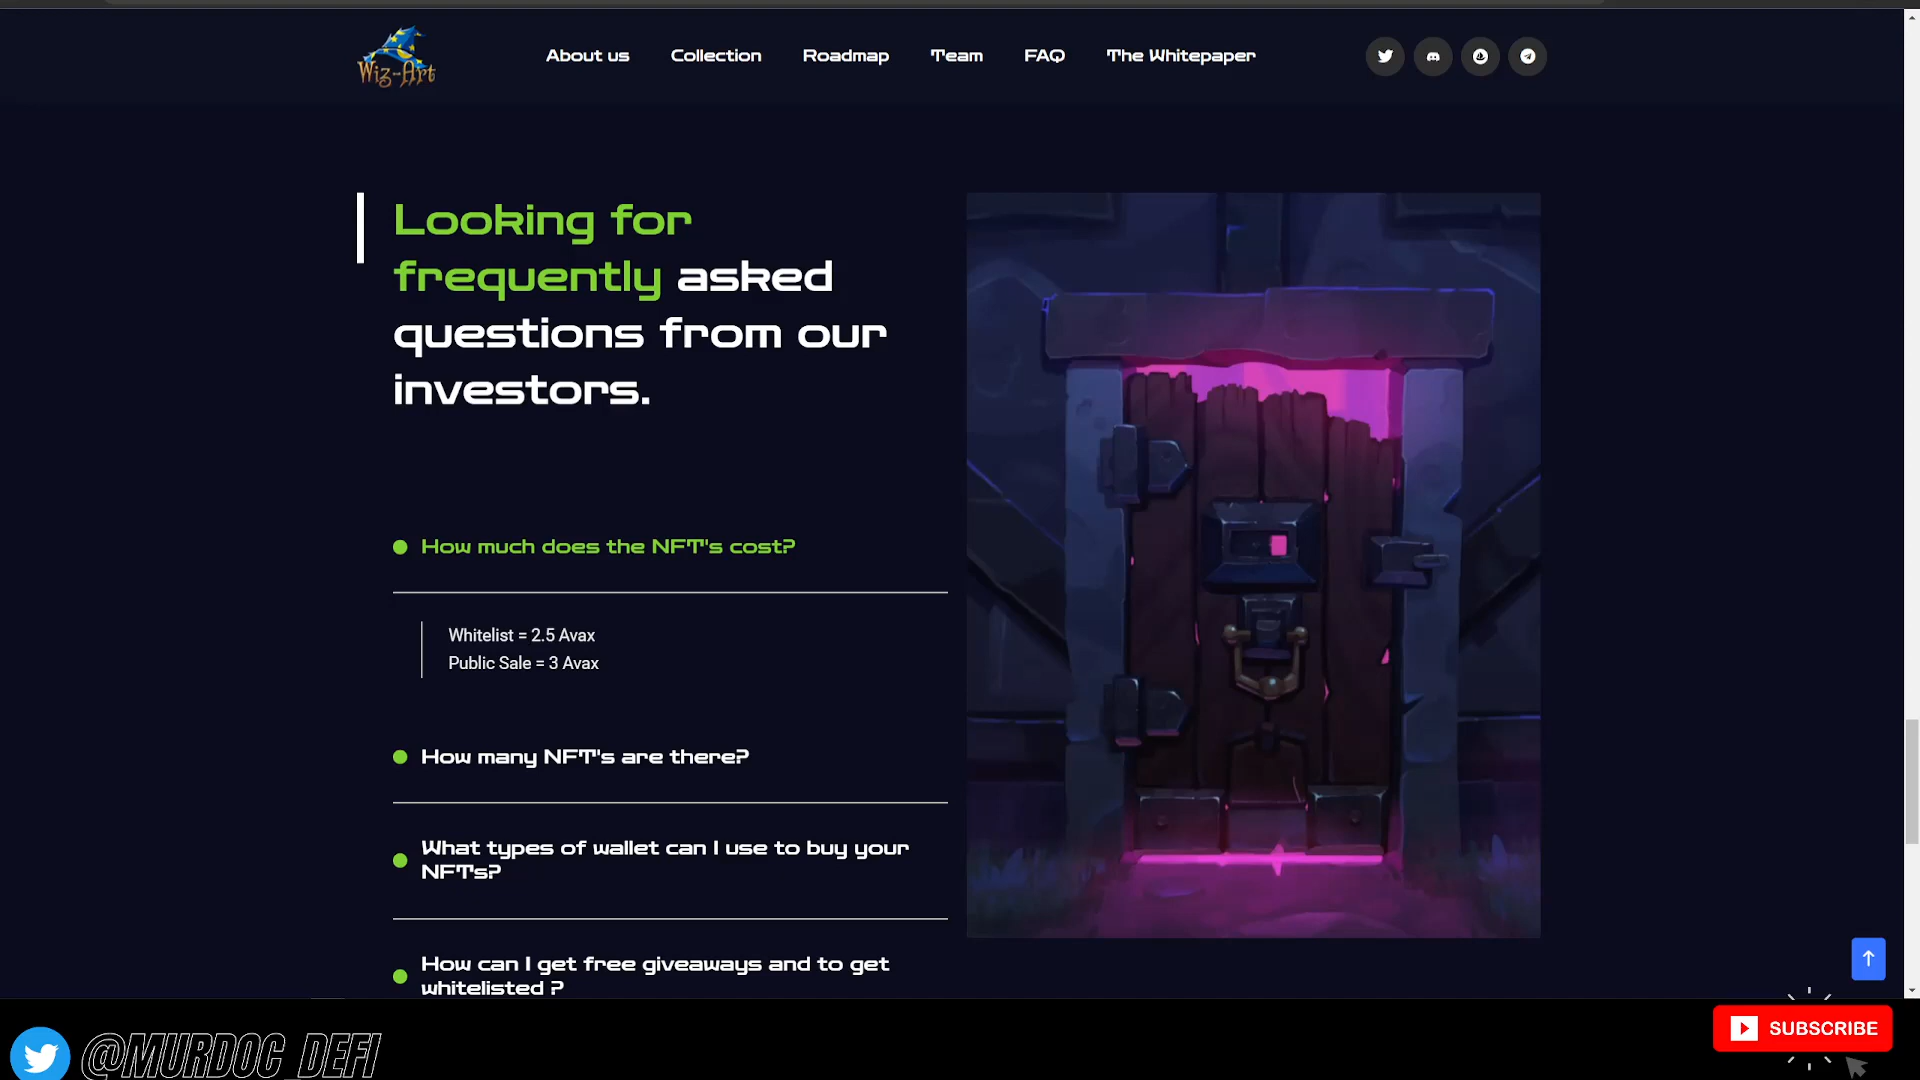 Wiz-Art
About us Collection Roadmap Team FAQ The Whitepaper
Looking for
frequently asked
questions from our
investors.
How much does the NFT's cost?
Whitelist = 2.5 Avax
Public Sale = 3 Avax
How many NFT's are there?
What types of wallet can I use to buy your
NFTs?
How can I get free giveaways and to get
whitelisted ?
@MURDOC_DEFI
SUBSCRIBE